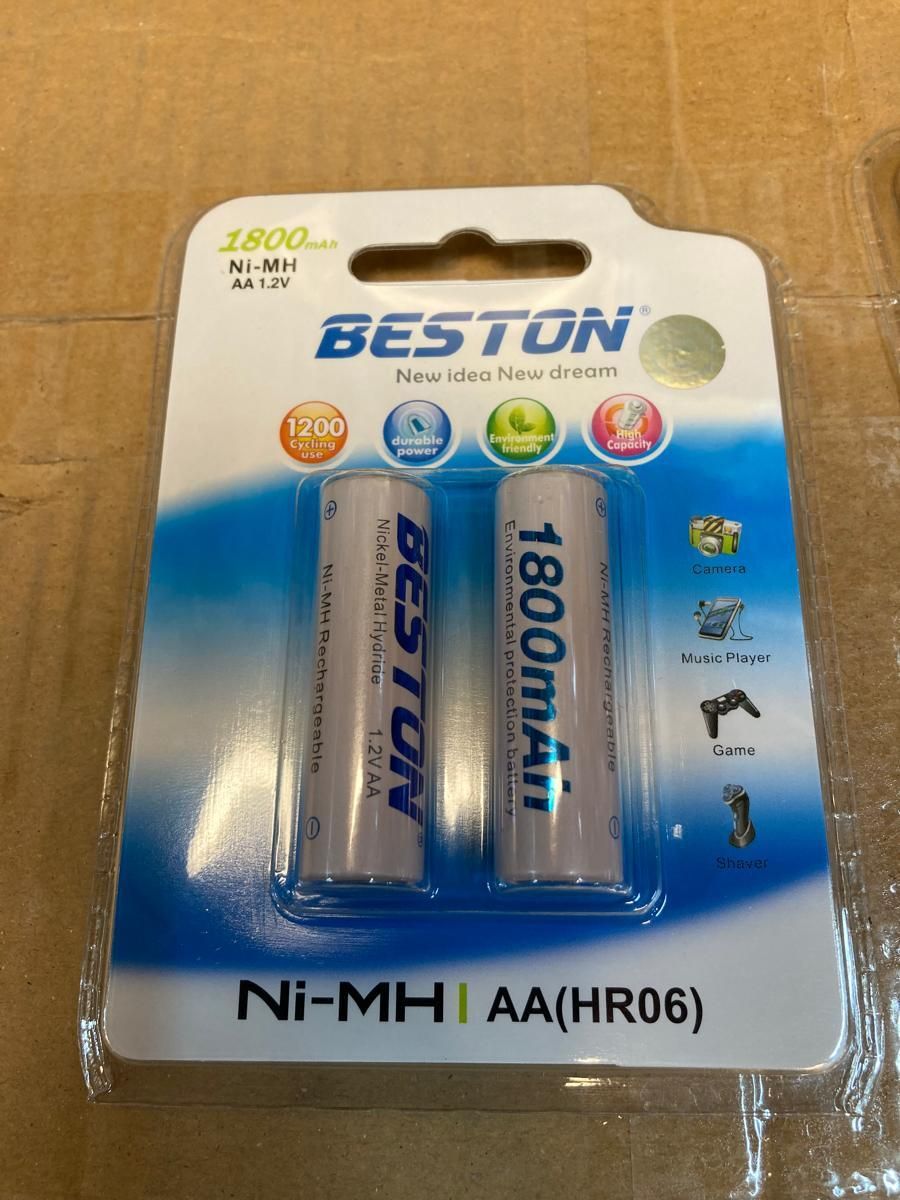 1800mAh
Ni-MH
AA 1.2V
BESTON®
New idea New dream
1200
Cycling
use
durable
power
Environment
friendly
High
Capacity
BESTON®
Nickel-Metal Hydride 1.2V AA
Ni-MH Rechargeable
1800mAh
Environmental protection battery
Ni-MH Rechargeable
Camera
Music Player
Game
Shaver
Ni-MH | AA(HR06)